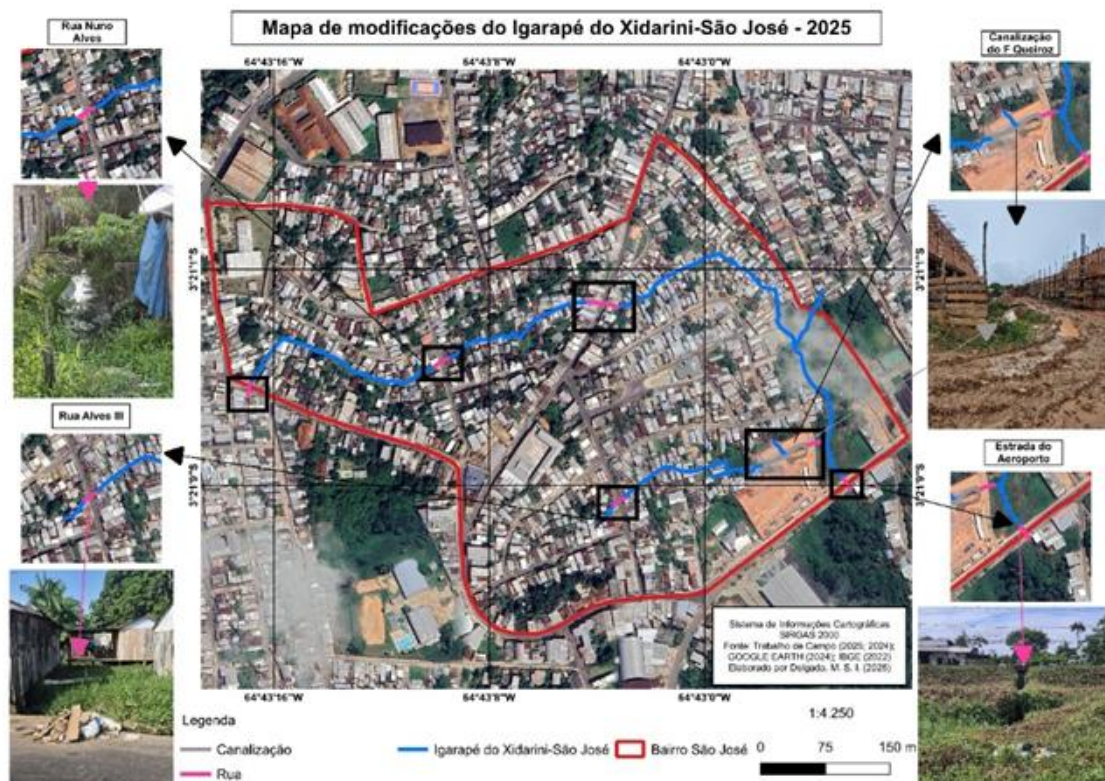 Mapa de modificações do Igarapé do Xidarini-São José - 2025
Rua Nuno
Alves
Canalização
do F Queiroz
64°43'16"W
64°43'8"W
64°43'0"W
3°21'1"S
3°21'1"S
Rua Alves III
Estrada do
Aeroporto
3°21'9"S
3°21'9"S
Sistema de Informações Cartográficas
SIRGAS 2000
Fonte: Trabalho de Campo (2025; 2024);
GOOGLE EARTH (2024); IBGE (2022)
Elaborado por Delgado, M. S. I. (2025)
64°43'16"W
64°43'8"W
64°43'0"W
Legenda
Canalização
Igarapé do Xidarini-São José
Bairro São José
Rua
1:4.250
0 75 150 m